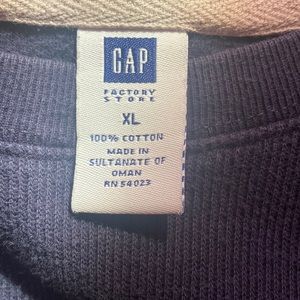 GAP
FACTORY
STORE
XL
100% COTTON
MADE IN
SULTANATE OF
OMAN
RN 54023